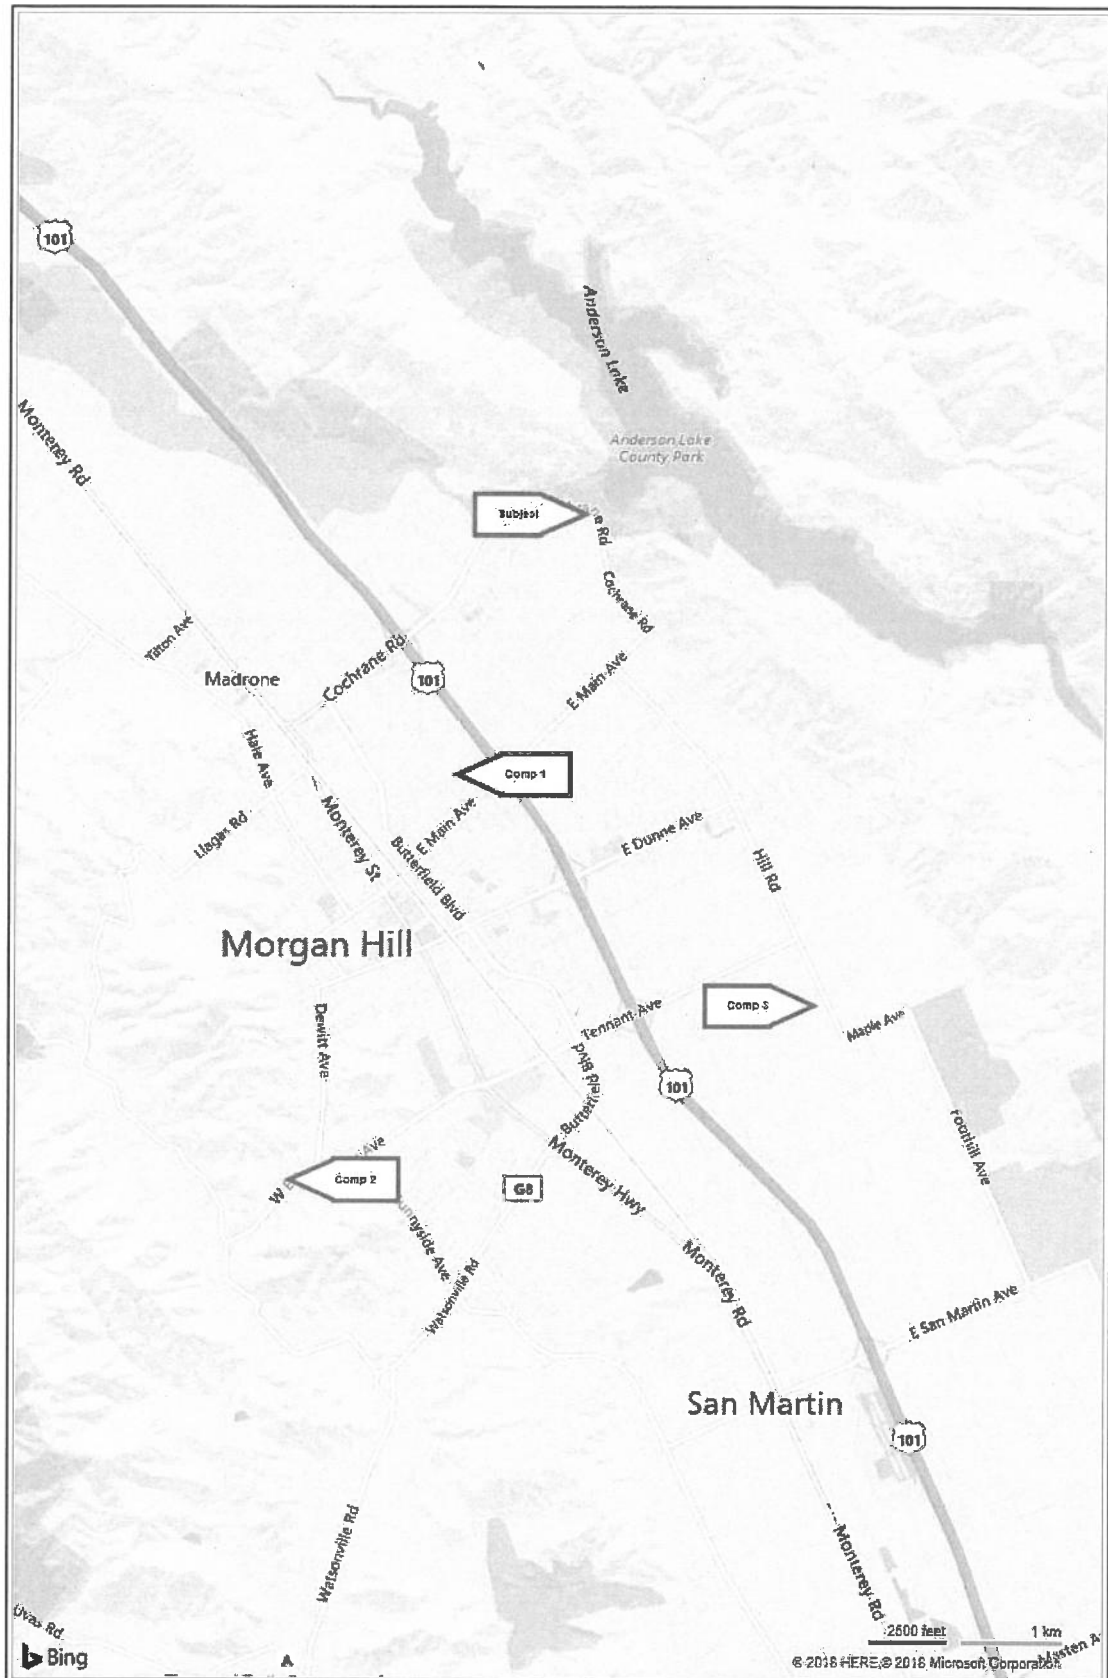 101
Anderson Lake
Monterey Rd
Anderson Lake
County Park
Subject
Rd
Cochrane Rd
Tilton Ave
Cochrane Rd
Madrone
101
E Main Ave
Hale Ave
Comp 1
Monterey St
Llagas Rd
E Main Ave
Butterfield Blvd
E Dunne Ave
Hill Rd
Morgan Hill
Comp 3
Tennant Ave
Maple Ave
Dewitt Ave
101
Foothill Ave
Monterey Hwy
Comp 2
G8
Watsonville Rd
Monterey Rd
E San Martin Ave
San Martin
101
Watsonville Rd
Monterey Rd
Uvas Rd
2500 feet
1 km
Bing
© 2018 HERE © 2018 Microsoft Corporation
Masten